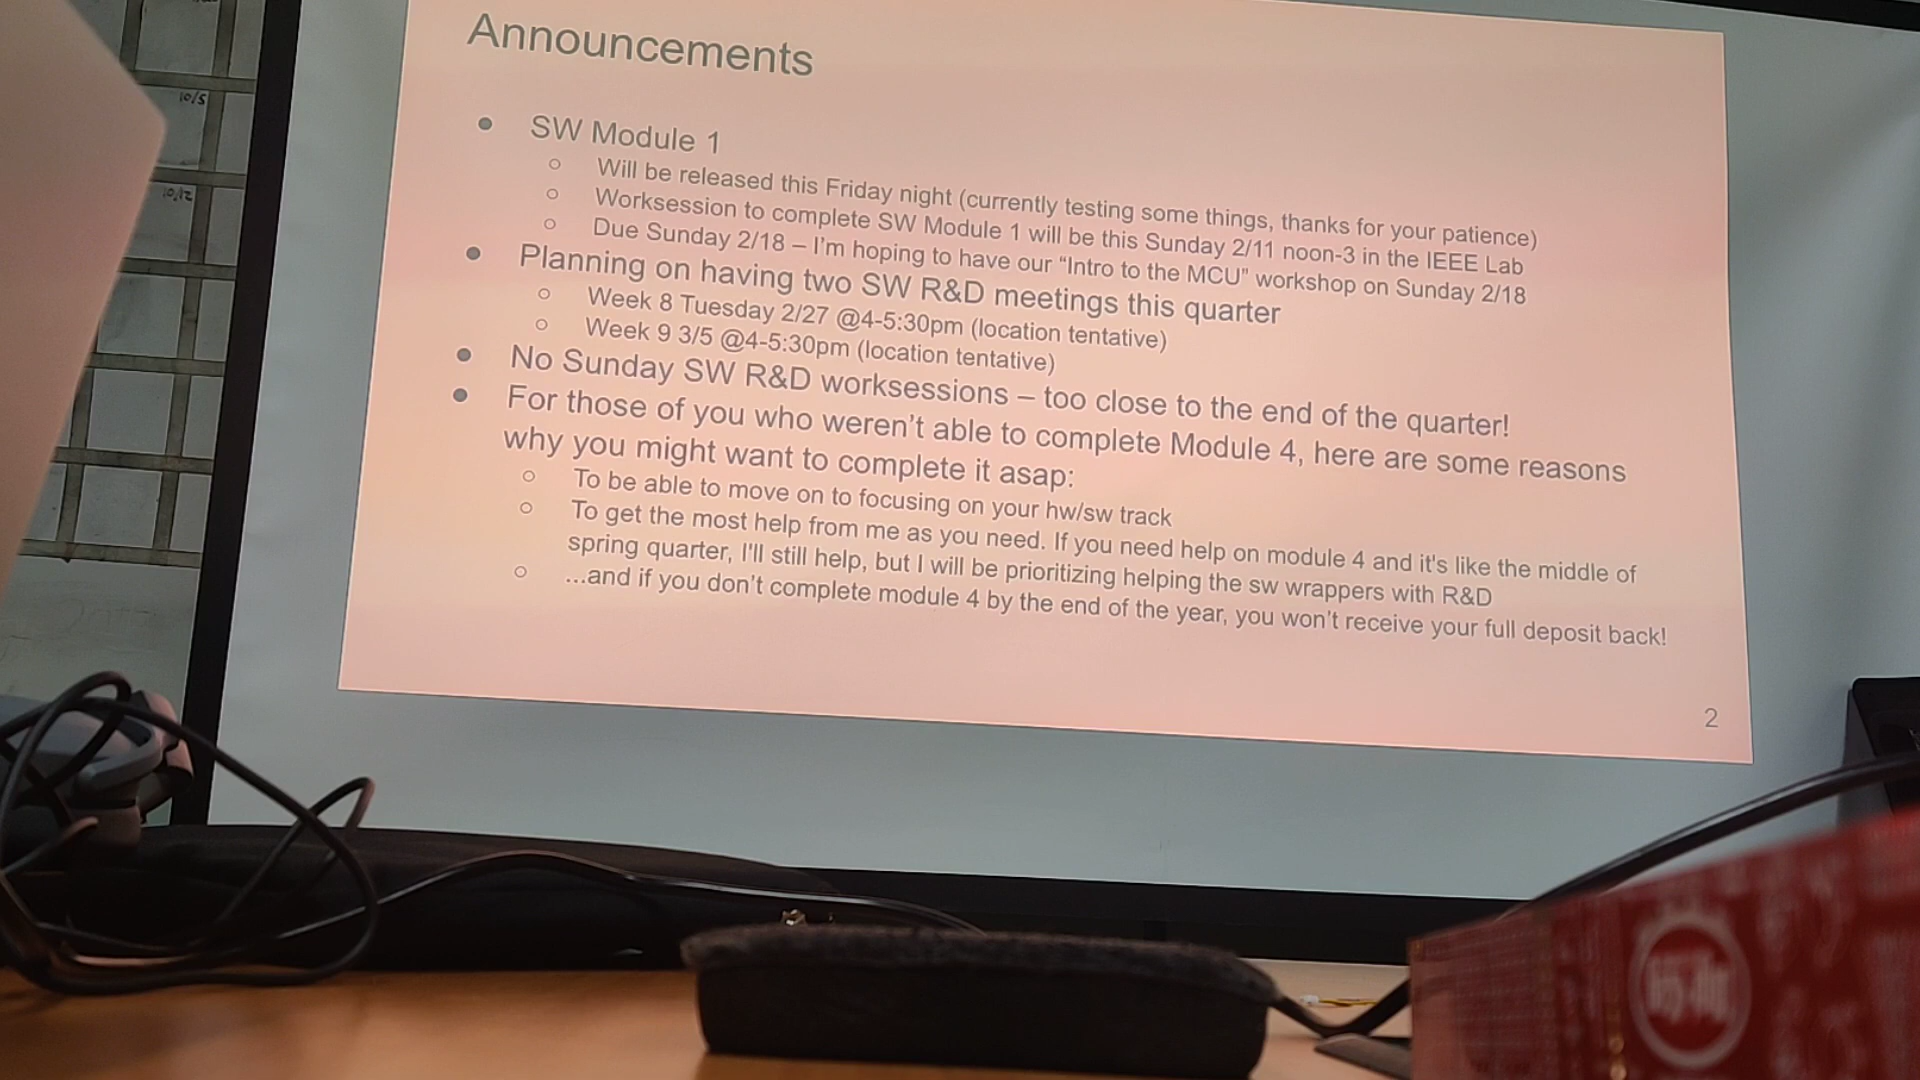 Announcements
● SW Module 1
○ Will be released this Friday night (currently testing some things, thanks for your patience)
○ Worksession to complete SW Module 1 will be this Sunday 2/11 noon-3 in the IEEE Lab
○ Due Sunday 2/18 – I'm hoping to have our “Intro to the MCU” workshop on Sunday 2/18
● Planning on having two SW R&D meetings this quarter
○ Week 8 Tuesday 2/27 @4-5:30pm (location tentative)
○ Week 9 3/5 @4-5:30pm (location tentative)
● No Sunday SW R&D worksessions – too close to the end of the quarter!
● For those of you who weren't able to complete Module 4, here are some reasons
why you might want to complete it asap:
○ To be able to move on to focusing on your hw/sw track
○ To get the most help from me as you need. If you need help on module 4 and it's like the middle of
spring quarter, I'll still help, but I will be prioritizing helping the sw wrappers with R&D
○ ...and if you don't complete module 4 by the end of the year, you won't receive your full deposit back!
2
10/5
10/12